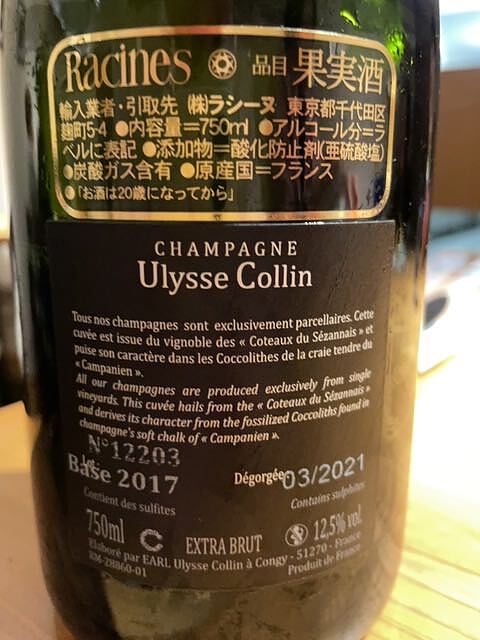 Racines 品目 果実酒
輸入業者・引取先 (株)ラシーヌ 東京都千代田区
麹町5-4 ●内容量=750ml ●アルコール分=ラ
ベルに表記 ●添加物=酸化防止剤(亜硫酸塩)
●炭酸ガス含有 ●原産国=フランス
●「お酒は20歳になってから」
CHAMPAGNE
Ulysse Collin
Tous nos champagnes sont exclusivement parcellaires. Cette
cuvée est issue du vignoble des « Coteaux du Sézannais » et
puise son caractère dans les Coccolithes de la craie tendre du
« Campanien ».
All our champagnes are produced exclusively from single
vineyards. This cuvée hails from the « Coteaux du Sézannais »
and derives its character from the fossilized Coccoliths found in
champagne's soft chalk of « Campanien ».
N°12203
Base 2017 Dégorgée 03/2021
Contient des sulfites Contains sulphites
750ml EXTRA BRUT 12,5% vol.
Elaboré par EARL Ulysse Collin à Congy - 51270 - France
RM-28860-01 Produit de France